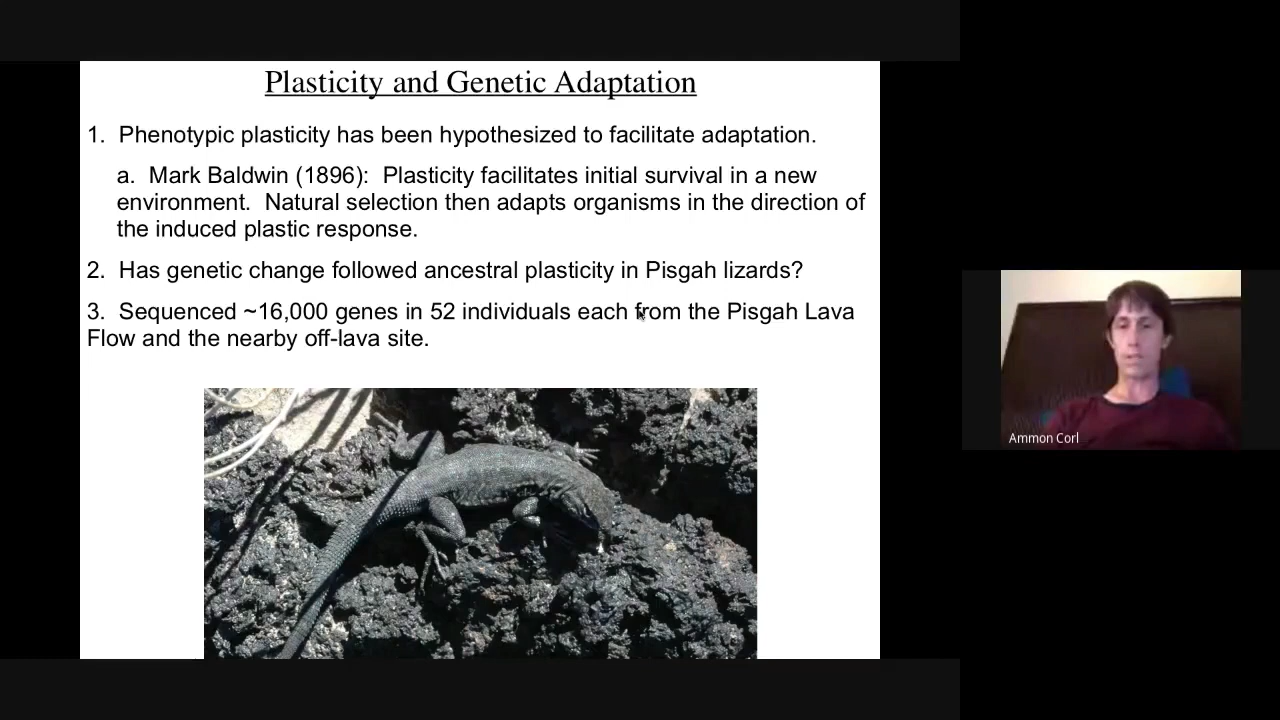 Plasticity and Genetic Adaptation
1. Phenotypic plasticity has been hypothesized to facilitate adaptation.
a. Mark Baldwin (1896): Plasticity facilitates initial survival in a new
environment. Natural selection then adapts organisms in the direction of
the induced plastic response.
2. Has genetic change followed ancestral plasticity in Pisgah lizards?
3. Sequenced ~16,000 genes in 52 individuals each from the Pisgah Lava
Flow and the nearby off-lava site.
Ammon Corl